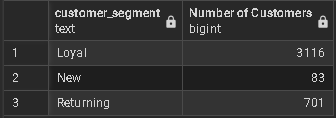 customer_segment Number of Customers
text bigint
1 Loyal 3116
2 New 83
3 Returning 701